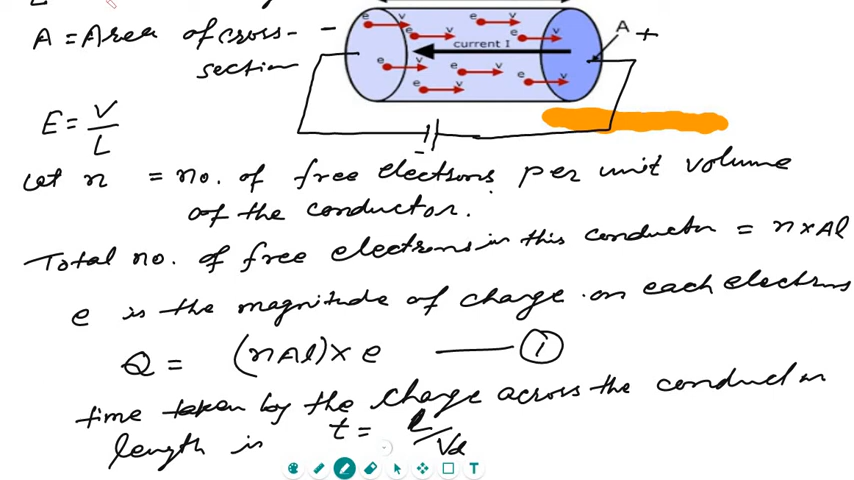 A = Area of cross-
section
E = V/L
- e v e v e v A +
e v current I
e v e v e v
e v
-
Let n = no. of free electrons per unit volume
of the conductor.
Total no. of free electrons in this conductor = n×Al
e is the magnitude of charge on each electrons
Q = (nAl)×e —— ①
time taken by the charge across the conductor
length is t = l/Vd
T